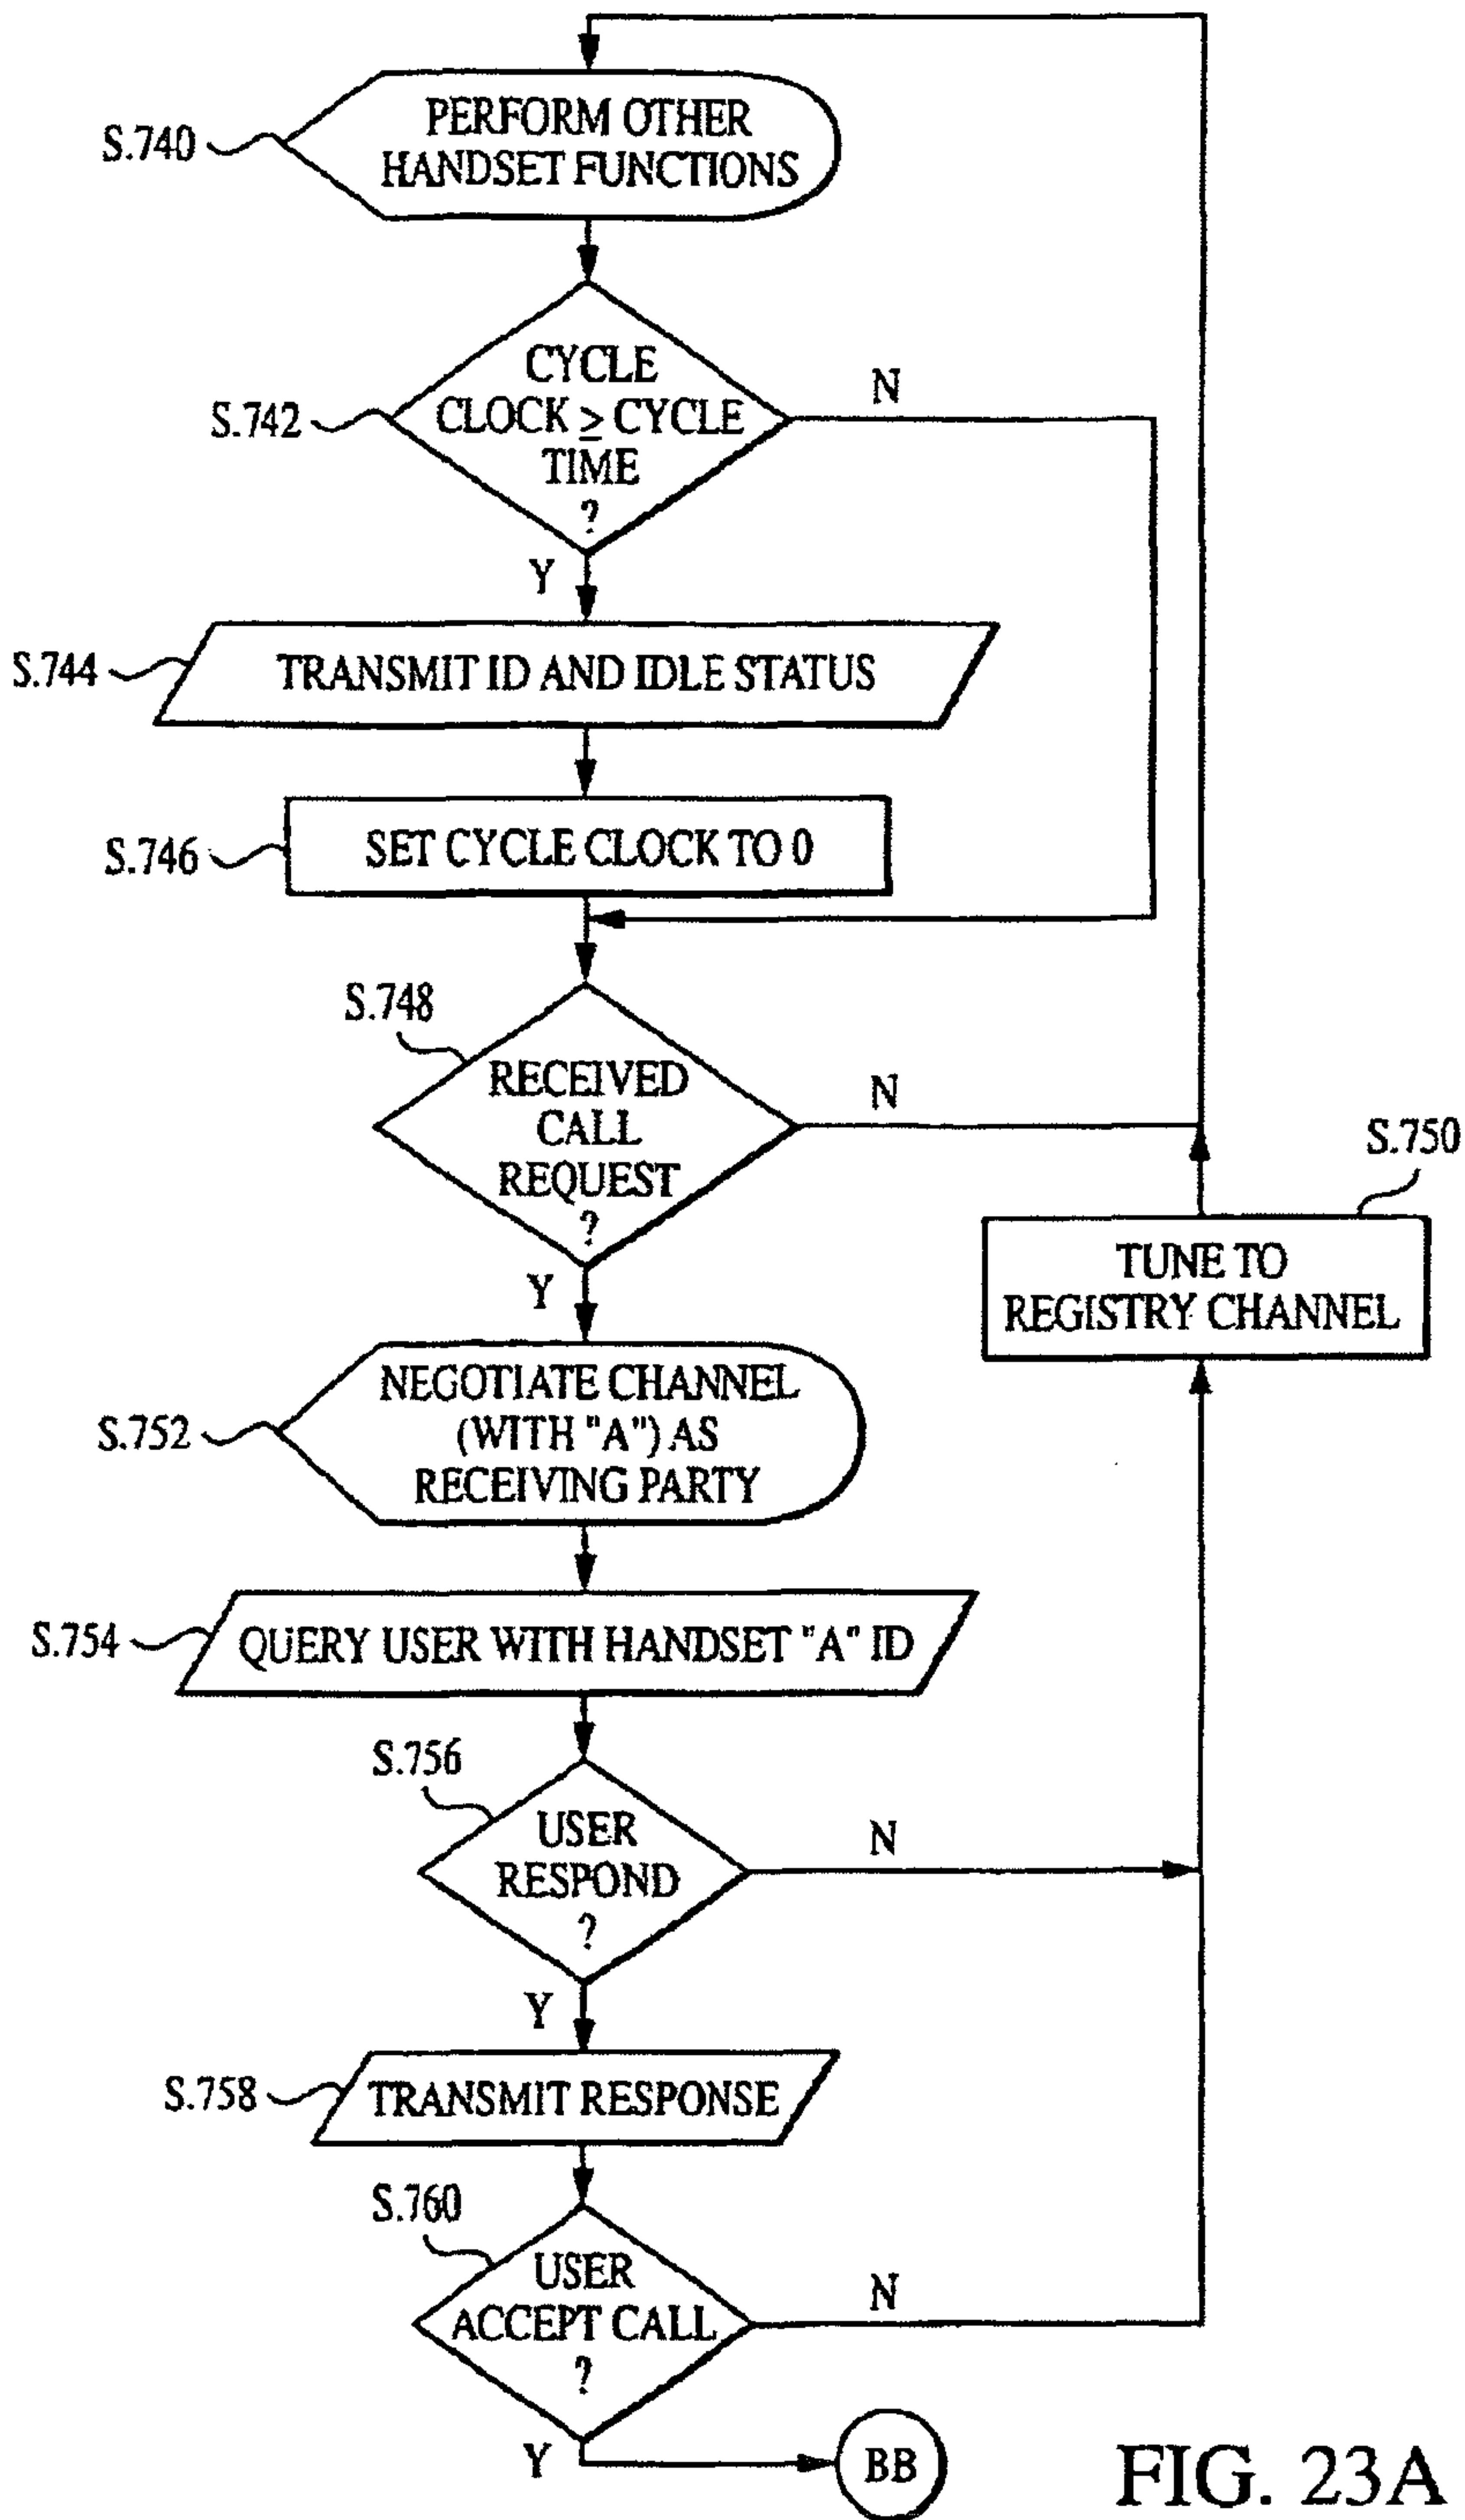 PERFORM OTHER
HANDSET FUNCTIONS
S.740
CYCLE
CLOCK ≥ CYCLE
TIME
?
S.742
N
Y
TRANSMIT ID AND IDLE STATUS
S.744
SET CYCLE CLOCK TO 0
S.746
S.748
RECEIVED
CALL
REQUEST
?
N
Y
S.750
TUNE TO
REGISTRY CHANNEL
NEGOTIATE CHANNEL
(WITH "A") AS
RECEIVING PARTY
S.752
QUERY USER WITH HANDSET "A" ID
S.754
S.756
USER
RESPOND
?
N
Y
TRANSMIT RESPONSE
S.758
S.760
USER
ACCEPT CALL
?
N
Y
BB
FIG. 23A